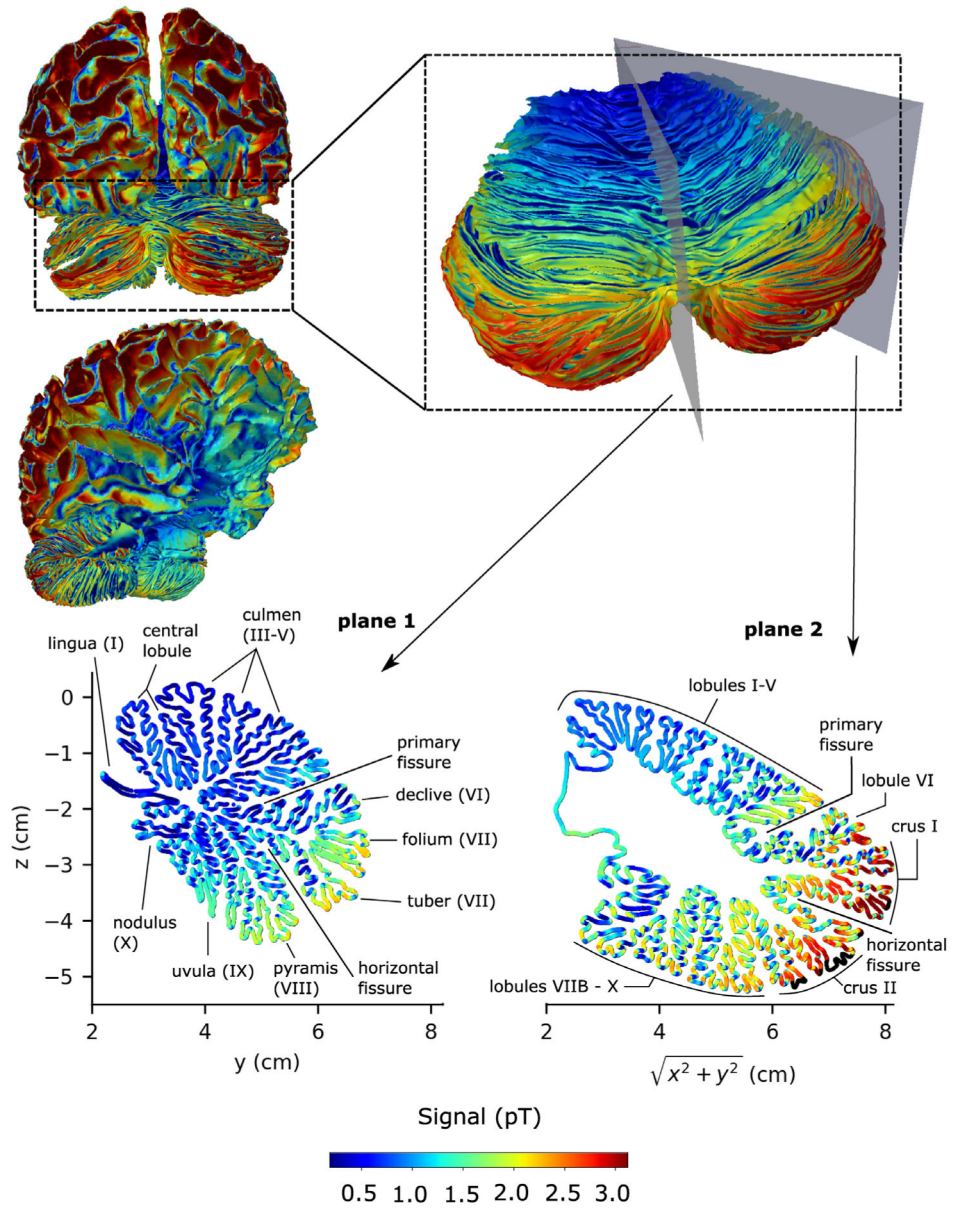 plane 1
plane 2
lingua (I)
central
lobule
culmen
(III-V)
primary
fissure
declive (VI)
folium (VII)
tuber (VII)
nodulus
(X)
uvula (IX)
pyramis
(VIII)
horizontal
fissure
0
−1
−2
−3
−4
−5
z (cm)
2 4 6 8
y (cm)
lobules I-V
primary
fissure
lobule VI
crus I
horizontal
fissure
crus II
lobules VIIB - X
2 4 6 8
√x² + y² (cm)
Signal (pT)
0.5 1.0 1.5 2.0 2.5 3.0